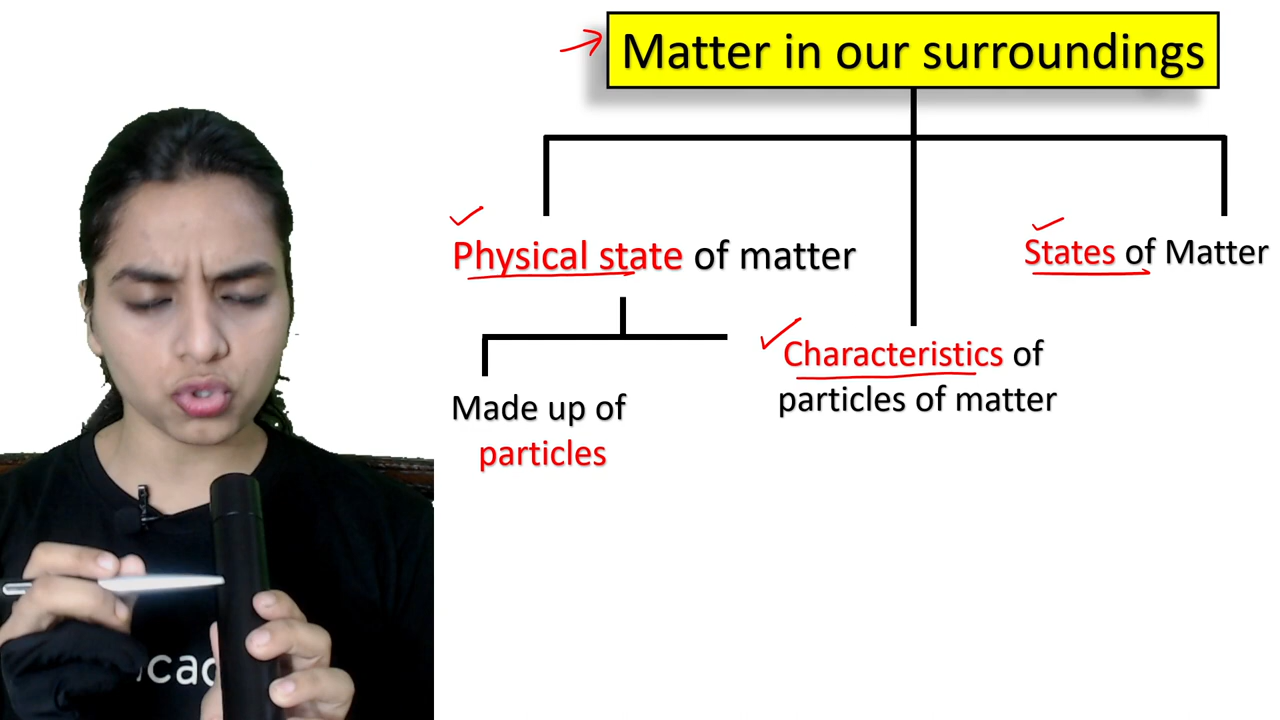 Matter in our surroundings
Physical state of matter
States of Matter
Characteristics of
particles of matter
Made up of
particles